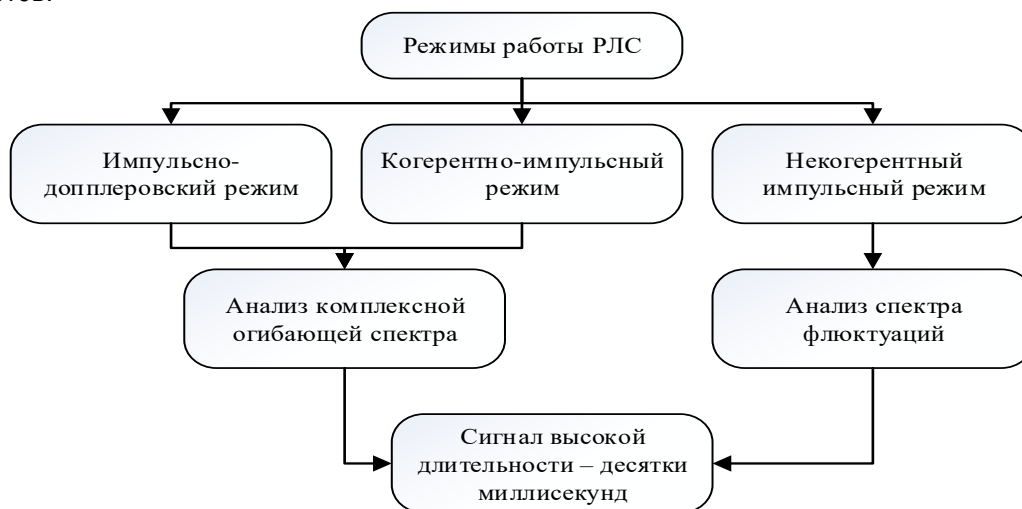 Режимы работы РЛС
Импульсно-
допплеровский режим
Когерентно-импульсный
режим
Некогерентный
импульсный режим
Анализ комплексной
огибающей спектра
Анализ спектра
флюктуаций
Сигнал высокой
длительности – десятки
миллисекунд